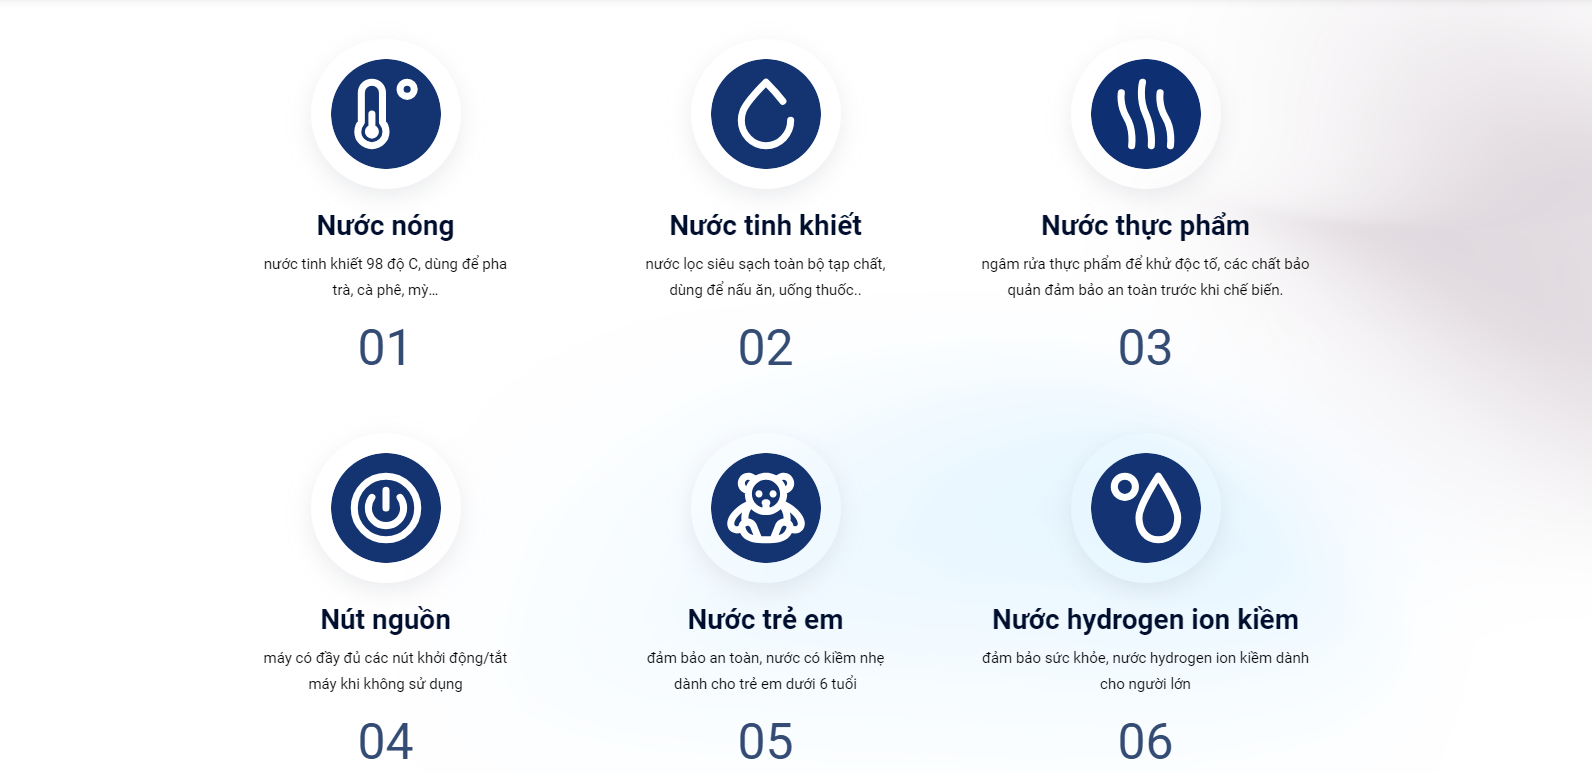 Nước nóng
nước tinh khiết 98 độ C, dùng để pha
trà, cà phê, mỳ...
01
Nước tinh khiết
nước lọc siêu sạch toàn bộ tạp chất,
dùng để nấu ăn, uống thuốc..
02
Nước thực phẩm
ngâm rửa thực phẩm để khử độc tố, các chất bảo
quản đảm bảo an toàn trước khi chế biến.
03
Nút nguồn
máy có đầy đủ các nút khởi động/tắt
máy khi không sử dụng
04
Nước trẻ em
đảm bảo an toàn, nước có kiềm nhẹ
dành cho trẻ em dưới 6 tuổi
05
Nước hydrogen ion kiềm
đảm bảo sức khỏe, nước hydrogen ion kiềm dành
cho người lớn
06